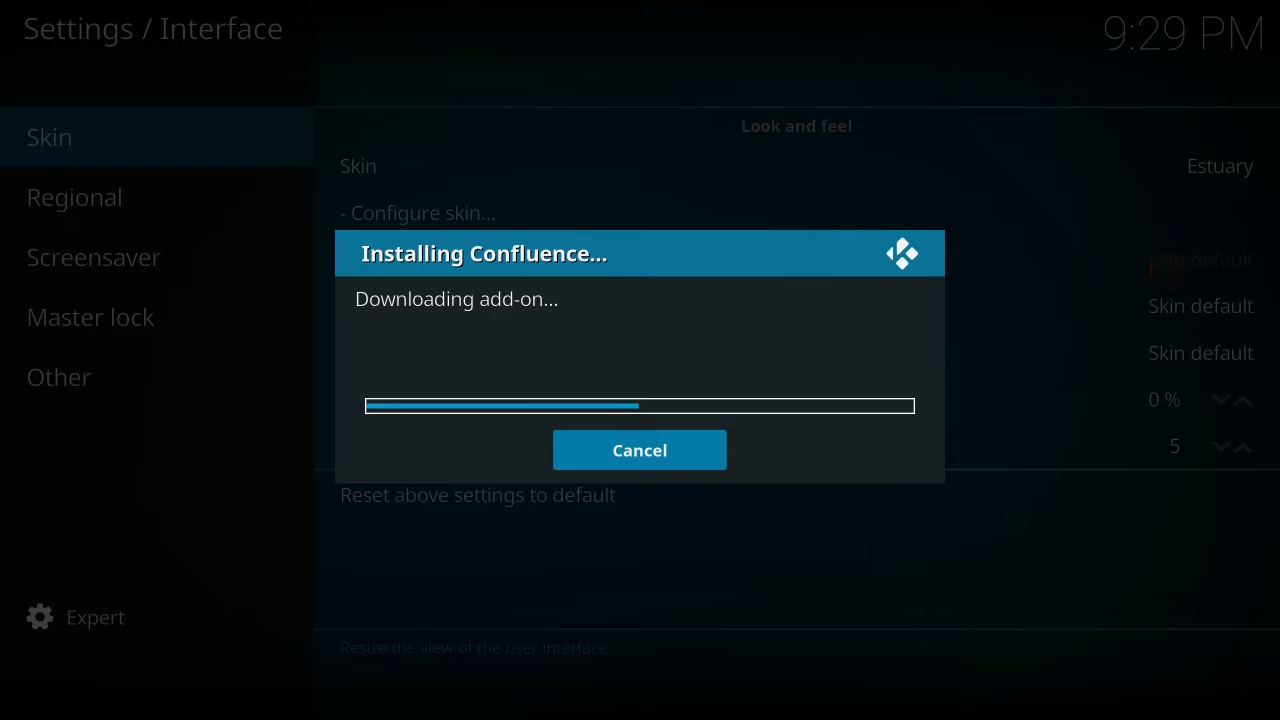 Settings / Interface
9:29 PM
Skin
Regional
Screensaver
Master lock
Other
Expert
Look and feel
Skin
Estuary
- Configure skin...
default
Skin default
Skin default
0 %
5
Reset above settings to default
Resize the view of the user interface.
Installing Confluence...
Downloading add-on...
Cancel